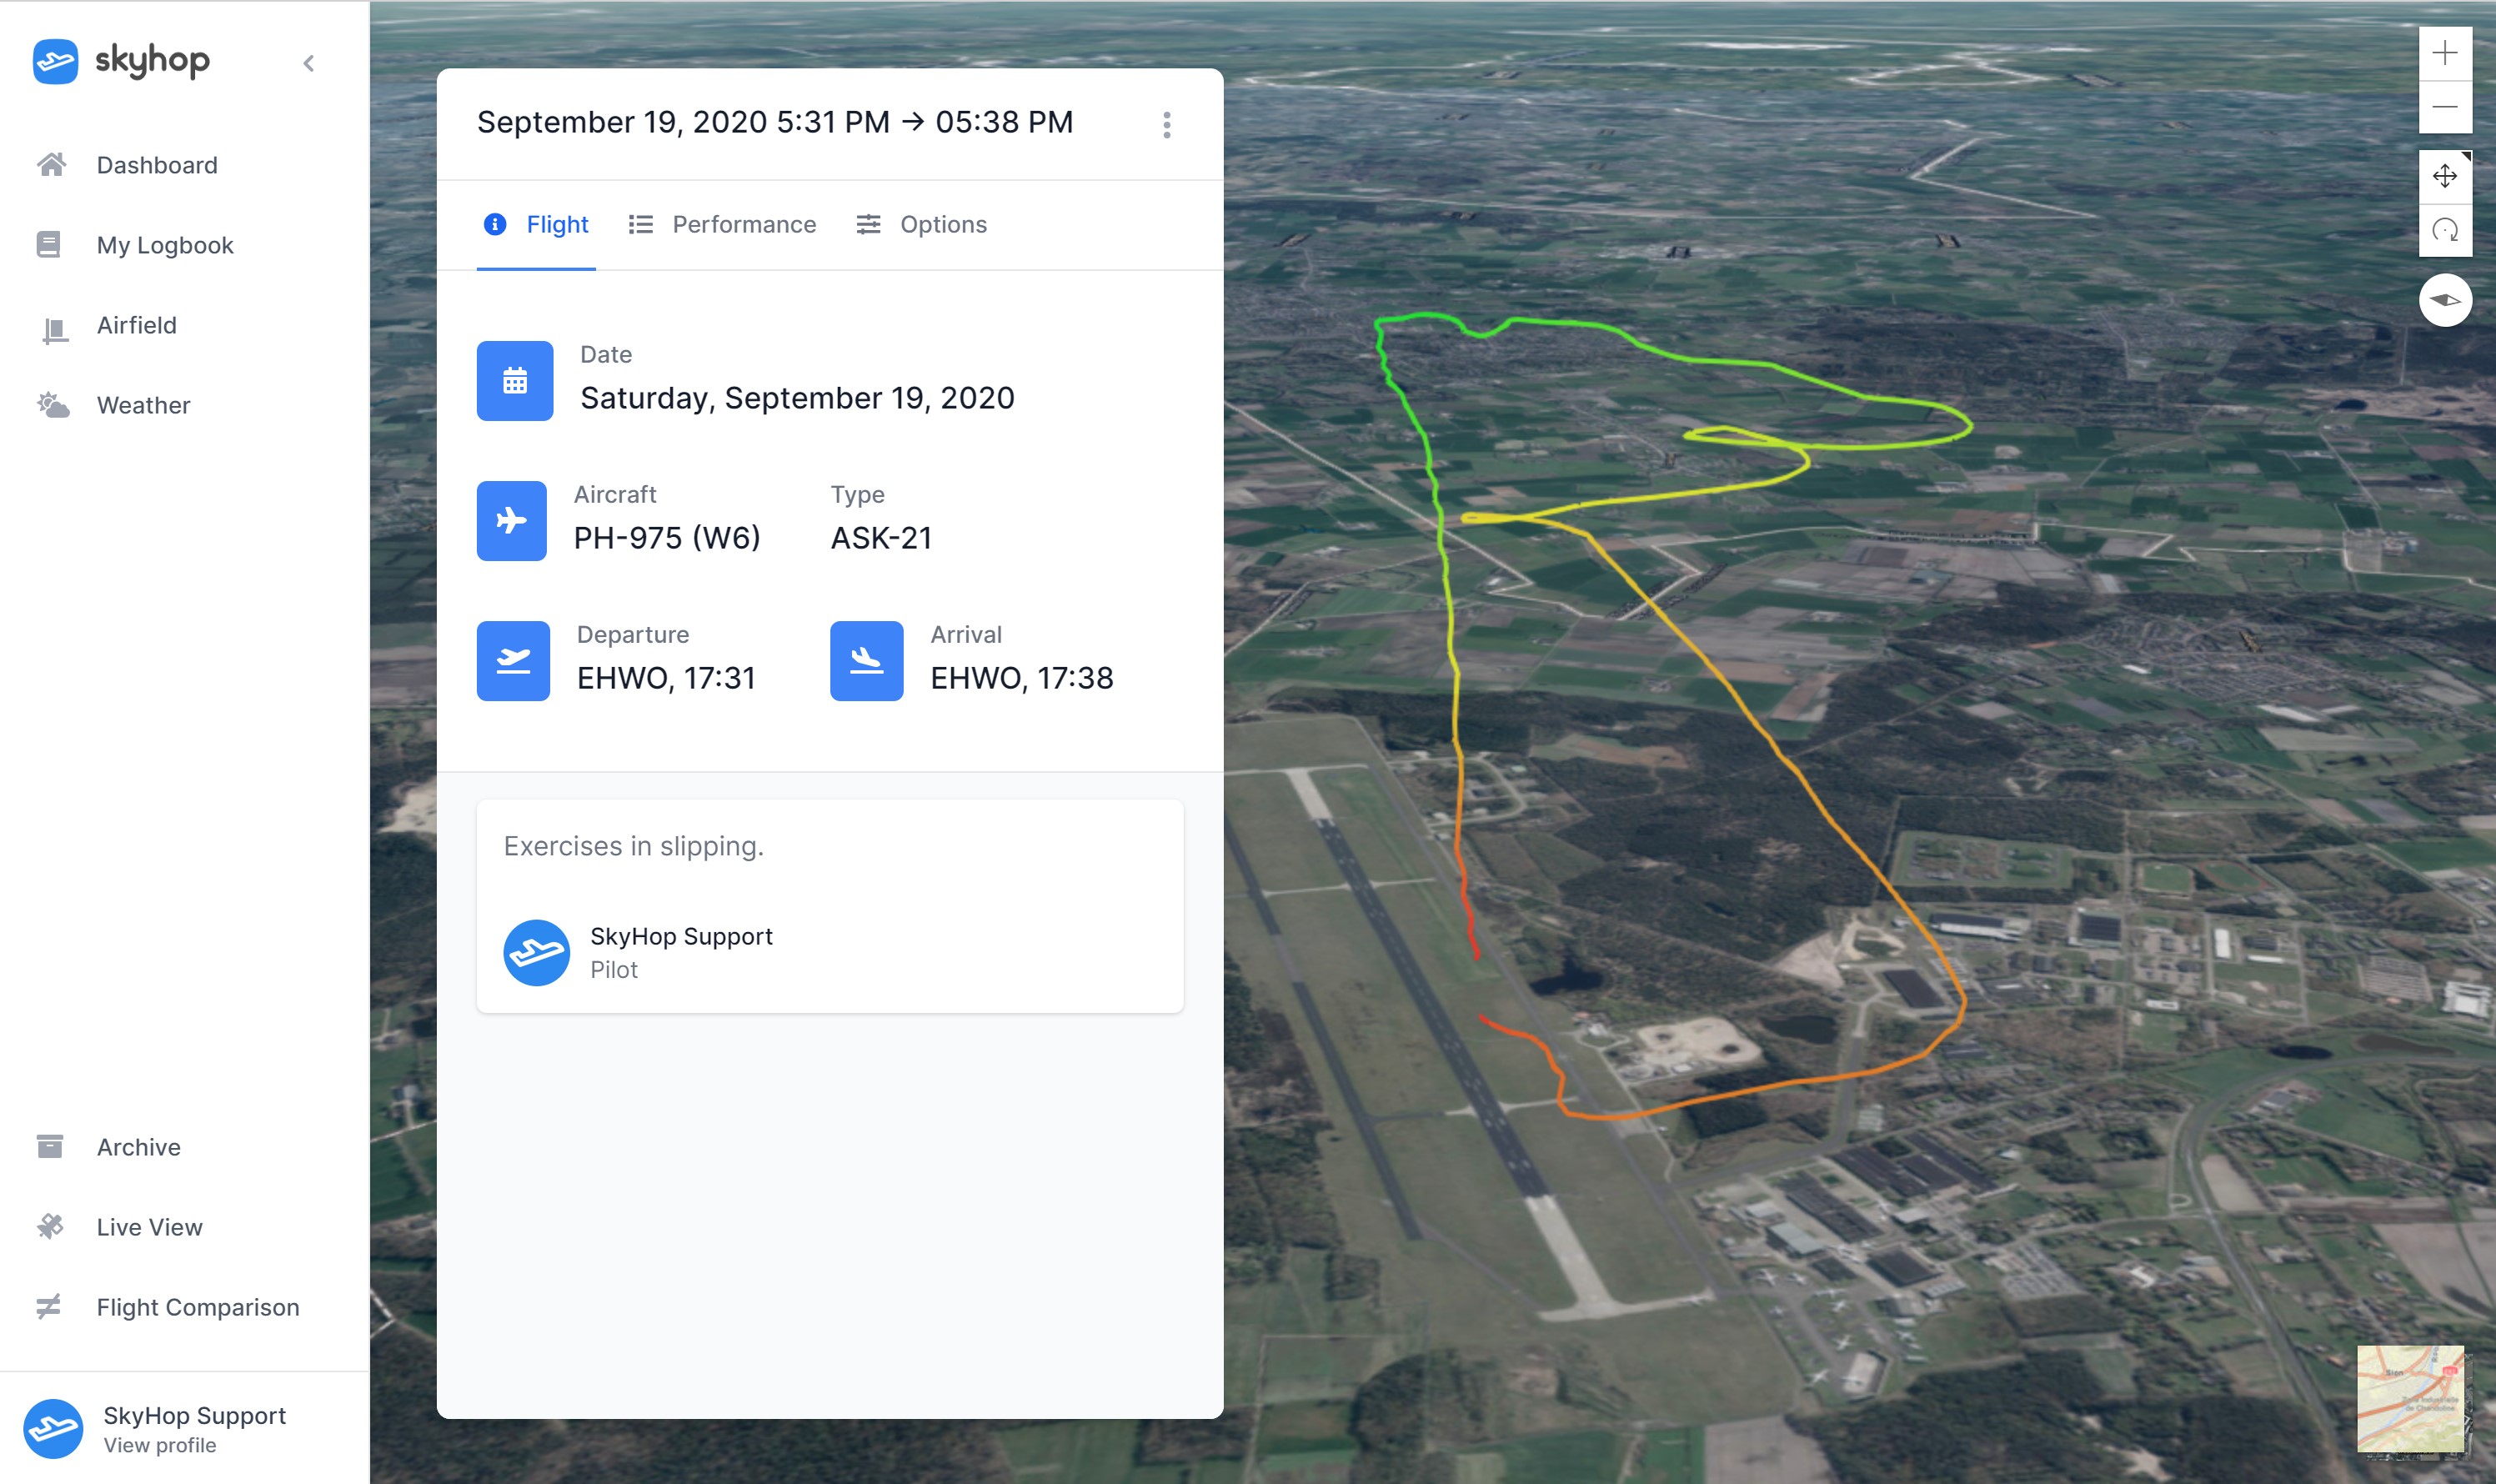 skyhop
Dashboard
My Logbook
Airfield
Weather
Archive
Live View
Flight Comparison
SkyHop Support
View profile
September 19, 2020 5:31 PM → 05:38 PM
Flight
Performance
Options
Date
Saturday, September 19, 2020
Aircraft
PH-975 (W6)
Type
ASK-21
Departure
EHWO, 17:31
Arrival
EHWO, 17:38
Exercises in slipping.
SkyHop Support
Pilot
Sion